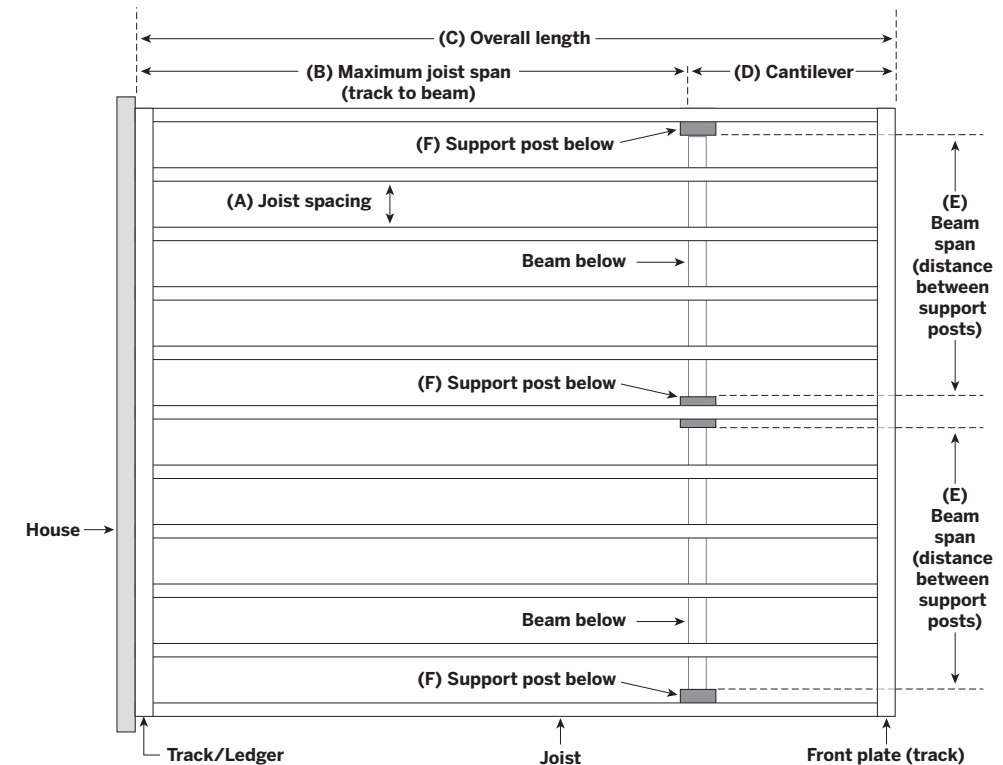 (C) Overall length
(B) Maximum joist span
(track to beam)
(D) Cantilever
(F) Support post below
(A) Joist spacing
(E)
Beam
span
(distance
between
support
posts)
Beam below
(F) Support post below
(E)
Beam
span
(distance
between
support
posts)
House
Beam below
(F) Support post below
Track/Ledger
Joist
Front plate (track)